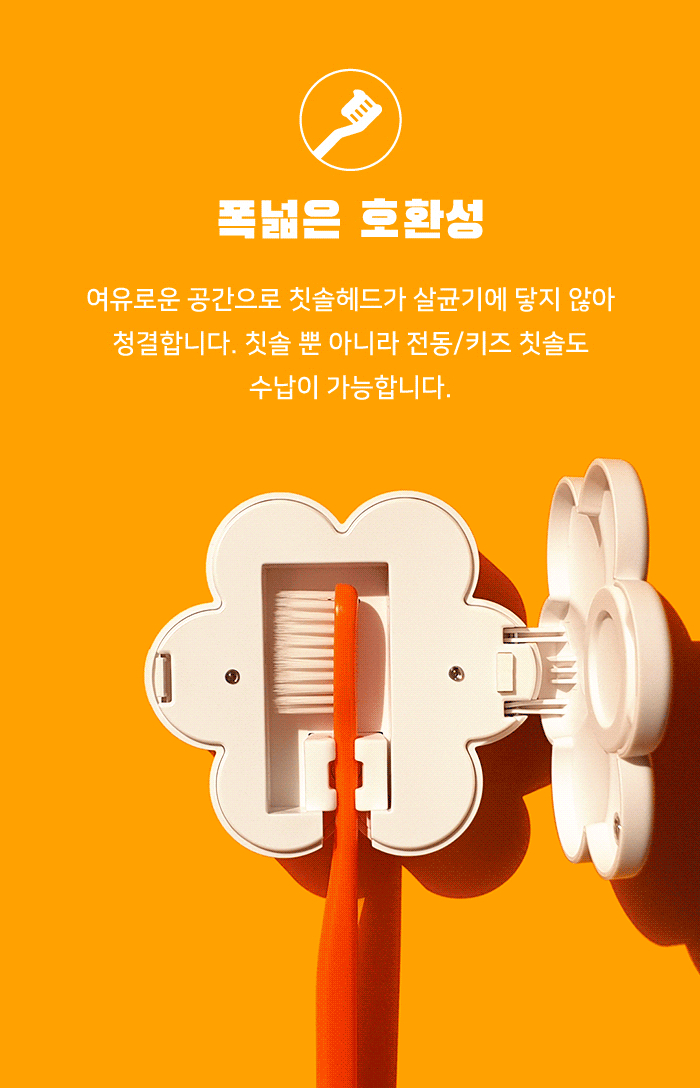 폭넓은 호환성
여유로운 공간으로 칫솔헤드가 살균기에 닿지 않아
청결합니다. 칫솔 뿐 아니라 전동/키즈 칫솔도
수납이 가능합니다.